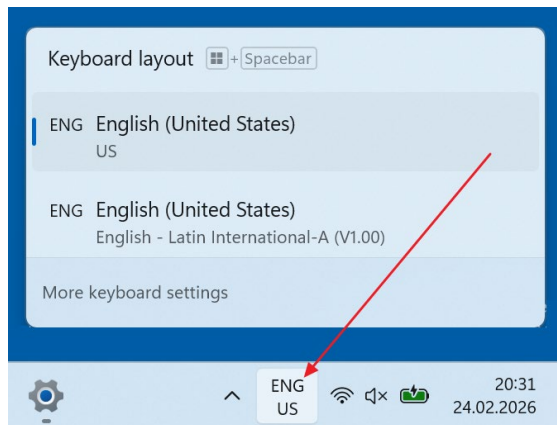 Keyboard layout + Spacebar
ENG English (United States)
US
ENG English (United States)
English - Latin International-A (V1.00)
More keyboard settings
ENG 20:31
US 24.02.2026